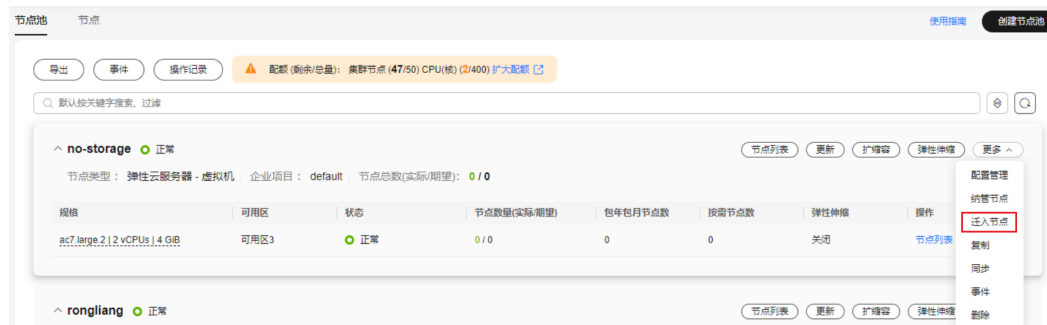 节点池 节点 使用指南 创建节点池
导出 事件 操作记录 配额 (剩余/总量): 集群节点 (47/50) CPU(核) (2/400) 扩大配额
默认按关键字搜索、过滤
no-storage 正常 节点列表 更新 扩缩容 弹性伸缩 更多
节点类型： 弹性云服务器 - 虚拟机 企业项目： default 节点总数(实际/期望)： 0 / 0 配置管理
纳管节点
规格 可用区 状态 节点数量(实际/期望) 包年包月节点数 按需节点数 弹性伸缩 操作 迁入节点
ac7.large.2 | 2 vCPUs | 4 GiB 可用区3 正常 0 / 0 0 0 关闭 节点列表 复制
同步
事件
rongliang 正常 节点列表 更新 扩缩容 弹性伸缩 删除